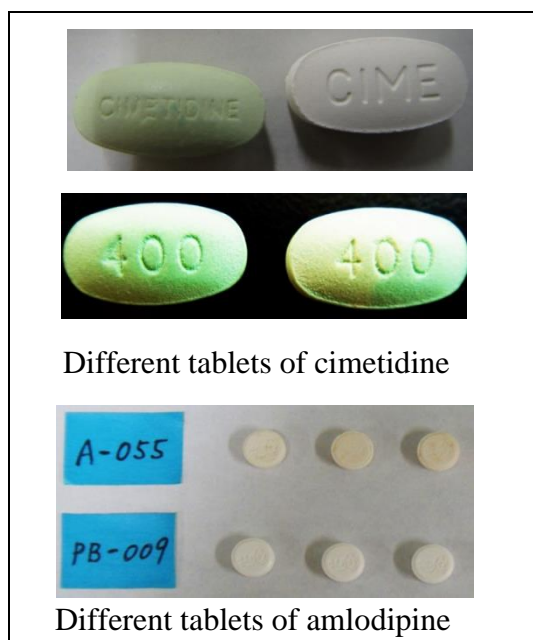 CIMETIDINE CIME
400 400
Different tablets of cimetidine
A-055
PB-009
Different tablets of amlodipine